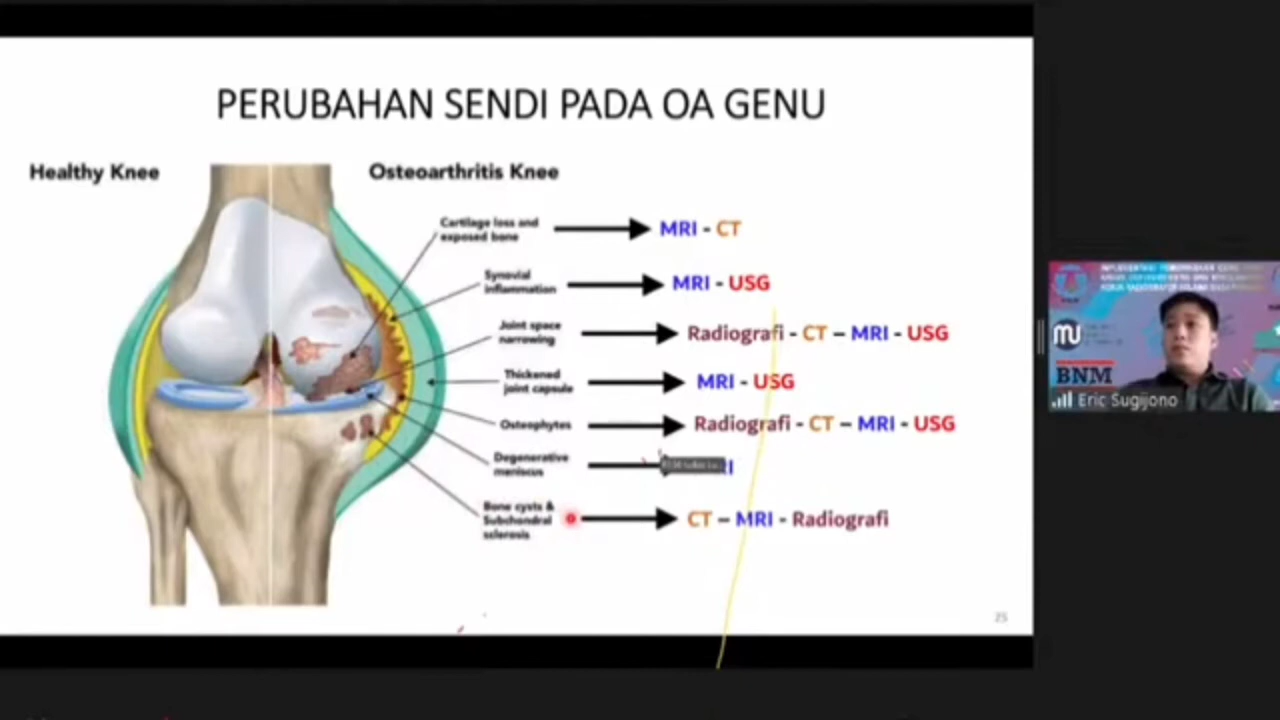 PERUBAHAN SENDI PADA OA GENU
Healthy Knee
Osteoarthritis Knee
Cartilage loss and
exposed bone
MRI - CT
Synovial
inflammation
MRI - USG
Joint space
narrowing
Radiografi - CT – MRI - USG
Thickened
joint capsule
MRI - USG
Osteophytes
Radiografi - CT – MRI - USG
Degenerative
meniscus
Bone cysts &
Subchondral
sclerosis
CT – MRI - Radiografi
25
BNM
Eric Sugijono